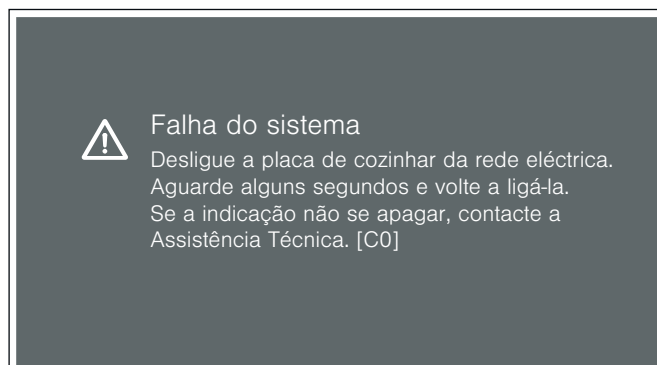 Falha do sistema
Desligue a placa de cozinhar da rede eléctrica.
Aguarde alguns segundos e volte a ligá-la.
Se a indicação não se apagar, contacte a
Assistência Técnica. [C0]